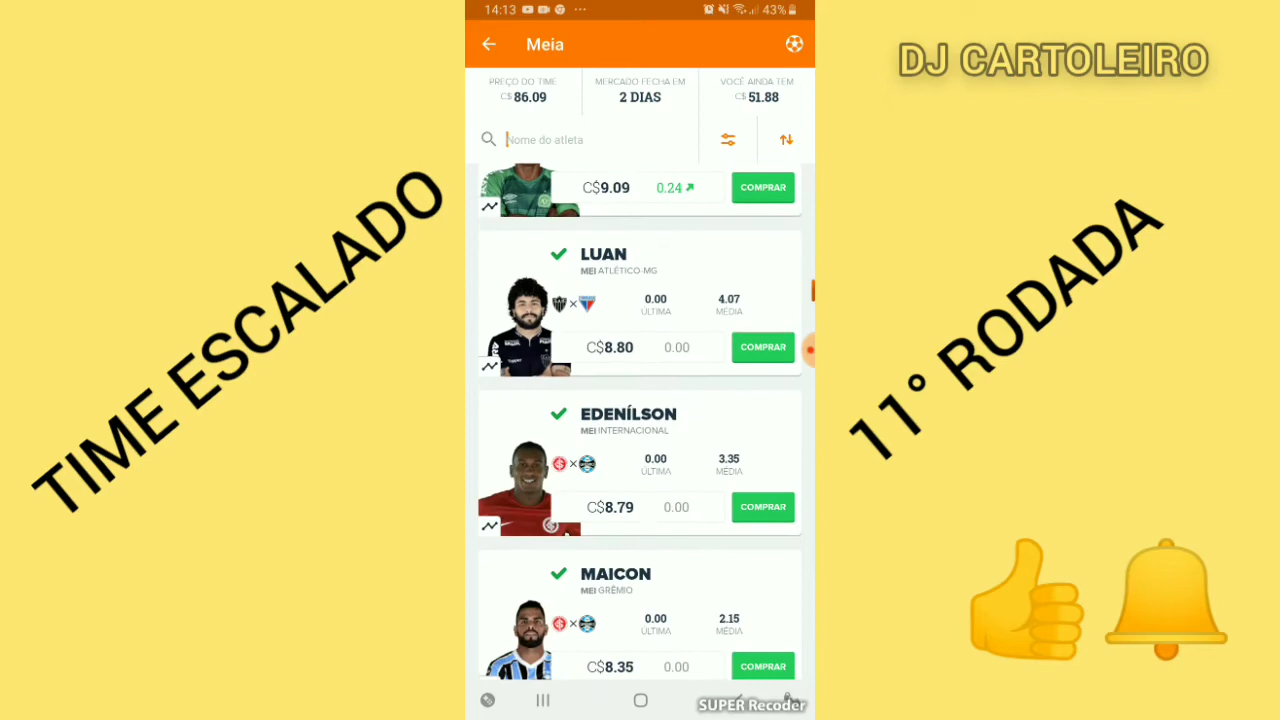 14:13
43%
Meia
DJ CARTOLEIRO
PREÇO DO TIME
C$ 86.09
MERCADO FECHA EM
2 DIAS
VOCÊ AINDA TEM
C$ 51.88
Nome do atleta
C$9.09 0.24 COMPRAR
TIME ESCALADO
11° RODADA
LUAN
MEI ATLÉTICO-MG
× 0.00 4.07
ÚLTIMA MÉDIA
C$8.80 0.00 COMPRAR
EDENÍLSON
MEI INTERNACIONAL
× 0.00 3.35
ÚLTIMA MÉDIA
C$8.79 0.00 COMPRAR
MAICON
MEI GRÊMIO
× 0.00 2.15
ÚLTIMA MÉDIA
C$8.35 0.00 COMPRAR
SUPER Recoder